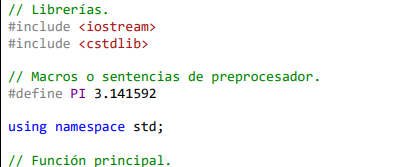 // Librerías.
#include <iostream>
#include <cstdlib>
// Macros o sentencias de preprocesador.
#define PI 3.141592
using namespace std;
// Función principal.